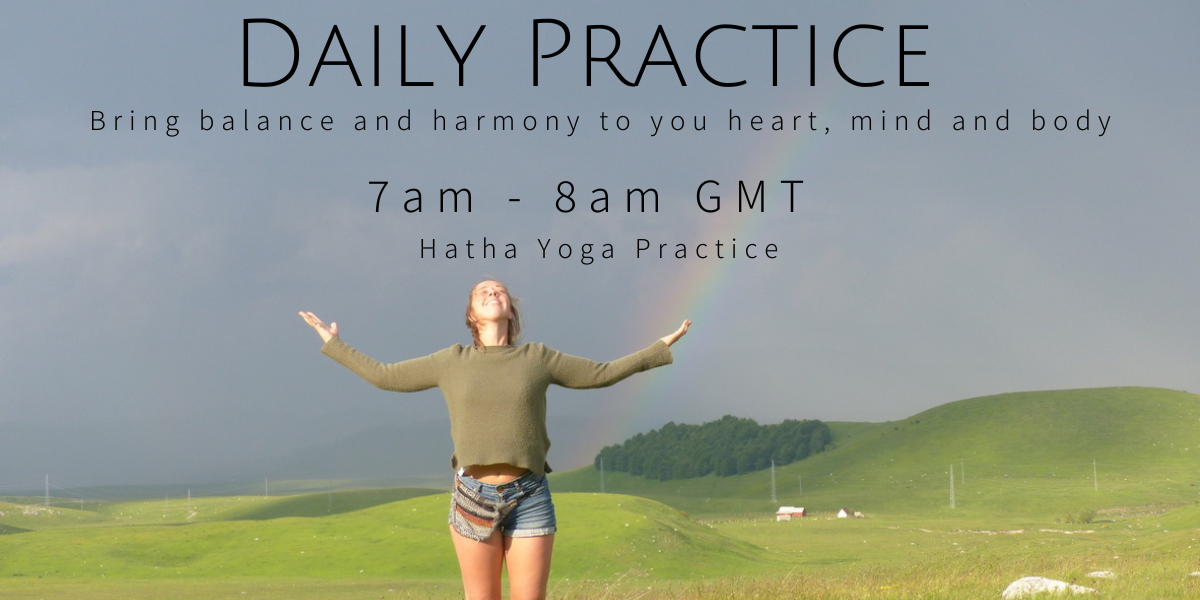 Daily Practice
Bring balance and harmony to you heart, mind and body
7am - 8am GMT
Hatha Yoga Practice